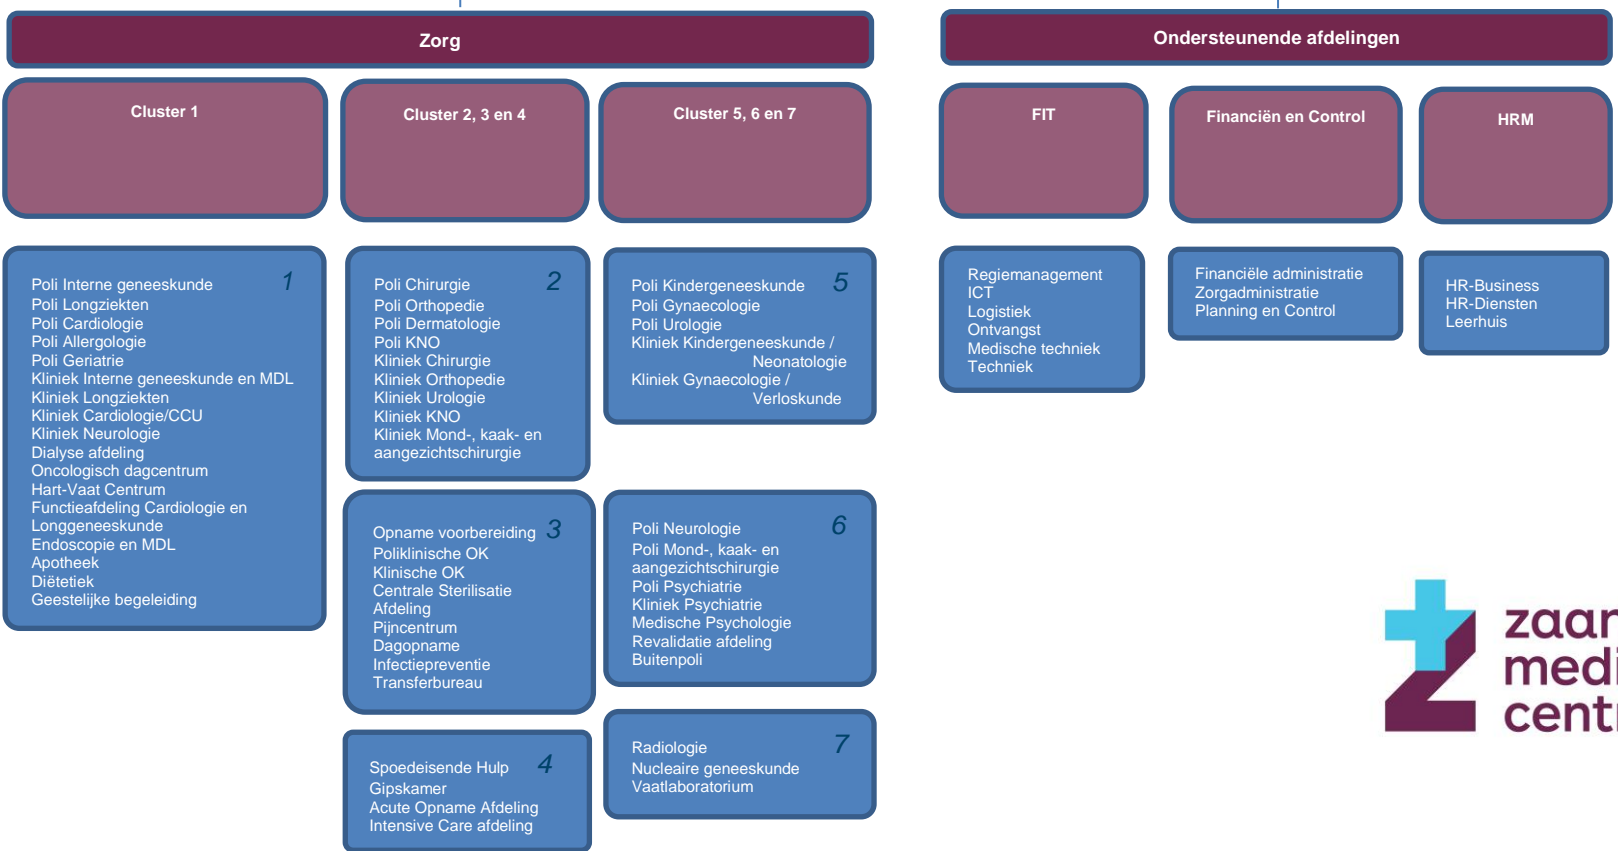 Zorg
Ondersteunende afdelingen
Cluster 1
Cluster 2, 3 en 4
Cluster 5, 6 en 7
FIT
Financiën en Control
HRM
1
Poli Interne geneeskunde
Poli Longziekten
Poli Cardiologie
Poli Allergologie
Poli Geriatrie
Kliniek Interne geneeskunde en MDL
Kliniek Longziekten
Kliniek Cardiologie/CCU
Kliniek Neurologie
Dialyse afdeling
Oncologisch dagcentrum
Hart-Vaat Centrum
Functieafdeling Cardiologie en
Longgeneeskunde
Endoscopie en MDL
Apotheek
Diëtetiek
Geestelijke begeleiding
2
Poli Chirurgie
Poli Orthopedie
Poli Dermatologie
Poli KNO
Kliniek Chirurgie
Kliniek Orthopedie
Kliniek Urologie
Kliniek KNO
Kliniek Mond-, kaak- en
aangezichtschirurgie
3
Opname voorbereiding
Poliklinische OK
Klinische OK
Centrale Sterilisatie
Afdeling
Pijncentrum
Dagopname
Infectiepreventie
Transferbureau
4
Spoedeisende Hulp
Gipskamer
Acute Opname Afdeling
Intensive Care afdeling
5
Poli Kindergeneeskunde
Poli Gynaecologie
Poli Urologie
Kliniek Kindergeneeskunde /
Neonatologie
Kliniek Gynaecologie /
Verloskunde
6
Poli Neurologie
Poli Mond-, kaak- en
aangezichtschirurgie
Poli Psychiatrie
Kliniek Psychiatrie
Medische Psychologie
Revalidatie afdeling
Buitenpoli
7
Radiologie
Nucleaire geneeskunde
Vaatlaboratorium
Regiemanagement
ICT
Logistiek
Ontvangst
Medische techniek
Techniek
Financiële administratie
Zorgadministratie
Planning en Control
HR-Business
HR-Diensten
Leerhuis